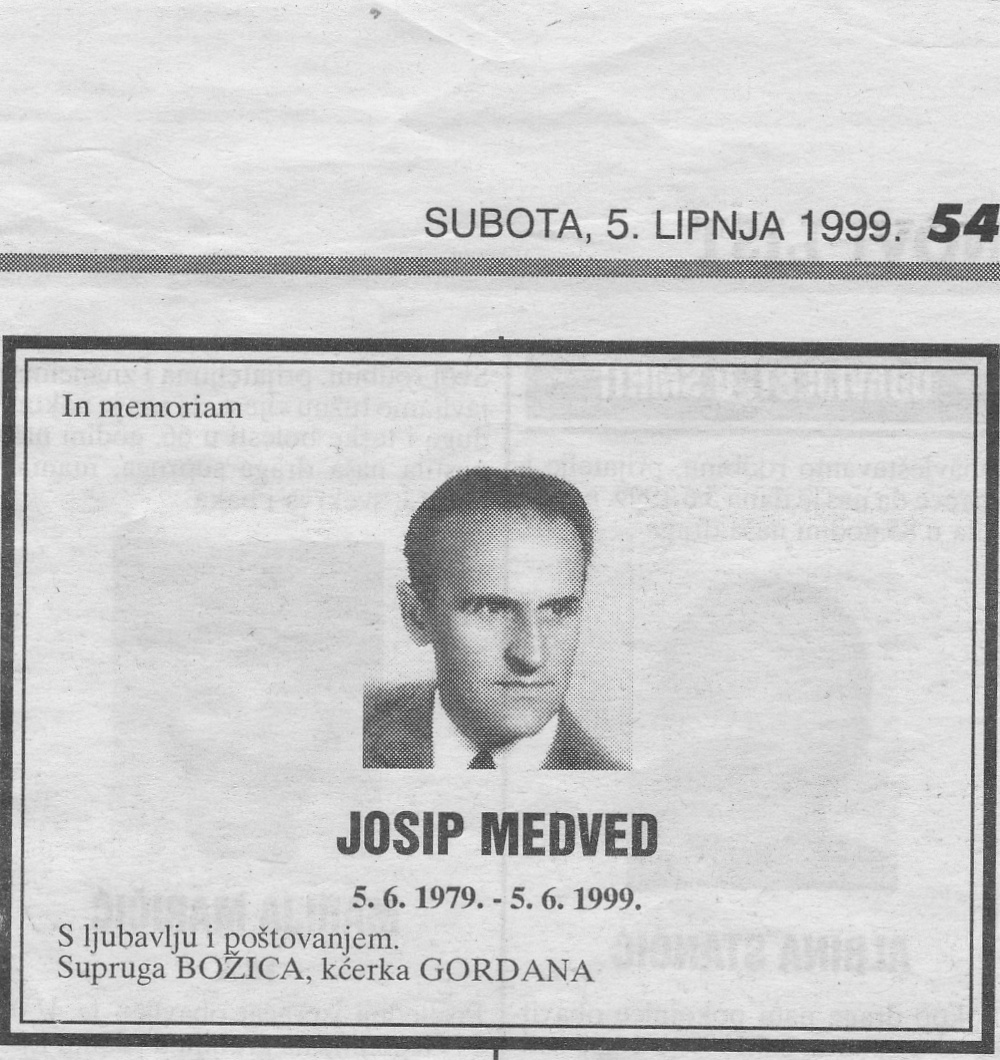 SUBOTA, 5. LIPNJA 1999. 54
In memoriam
JOSIP MEDVED
5. 6. 1979. - 5. 6. 1999.
S ljubavlju i poštovanjem.
Supruga BOŽICA, kćerka GORDANA